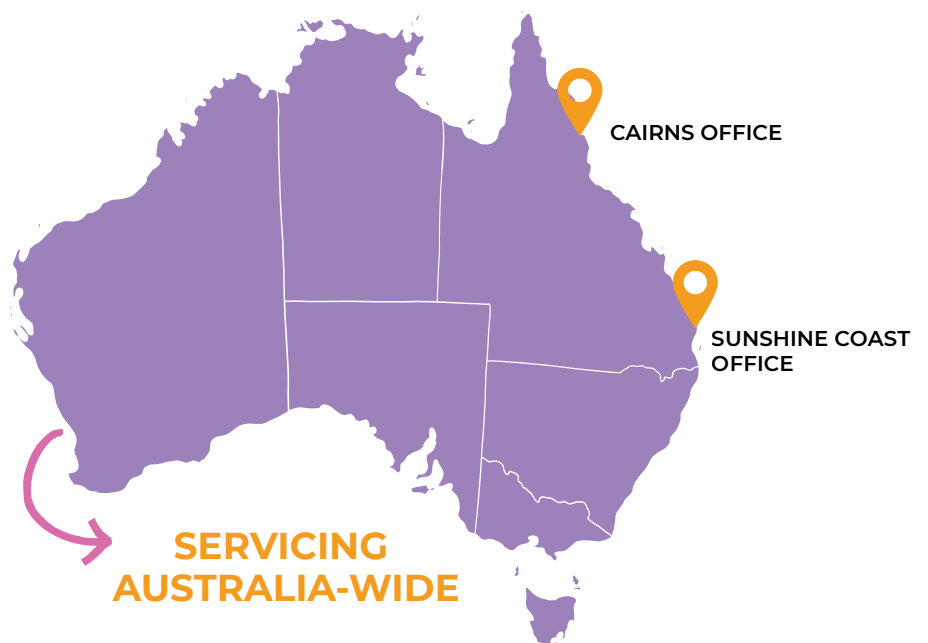 CAIRNS OFFICE
SUNSHINE COAST
OFFICE
SERVICING
AUSTRALIA-WIDE